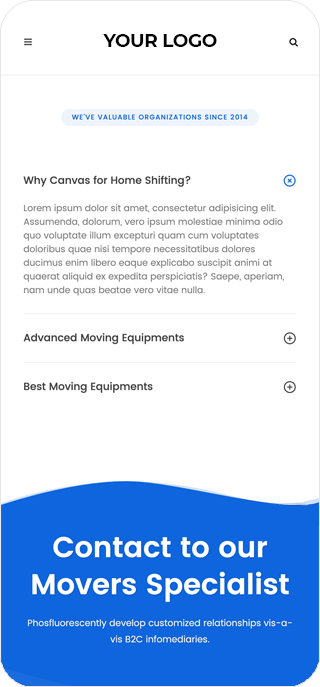 YOUR LOGO
WE'VE VALUABLE ORGANIZATIONS SINCE 2014
Why Canvas for Home Shifting?
Lorem ipsum dolor sit amet, consectetur adipisicing elit.
Assumenda, dolorum, vero ipsum molestiae minima odio
quo voluptate illum excepturi quam cum voluptates
doloribus quae nisi tempore necessitatibus dolores
ducimus enim libero eaque explicabo suscipit animi at
quaerat aliquid ex expedita perspiciatis? Saepe, aperiam,
nam unde quas beatae vero vitae nulla.
Advanced Moving Equipments
Best Moving Equipments
Contact to our
Movers Specialist
Phosfluorescently develop customized relationships vis-a-
vis B2C infomediaries.